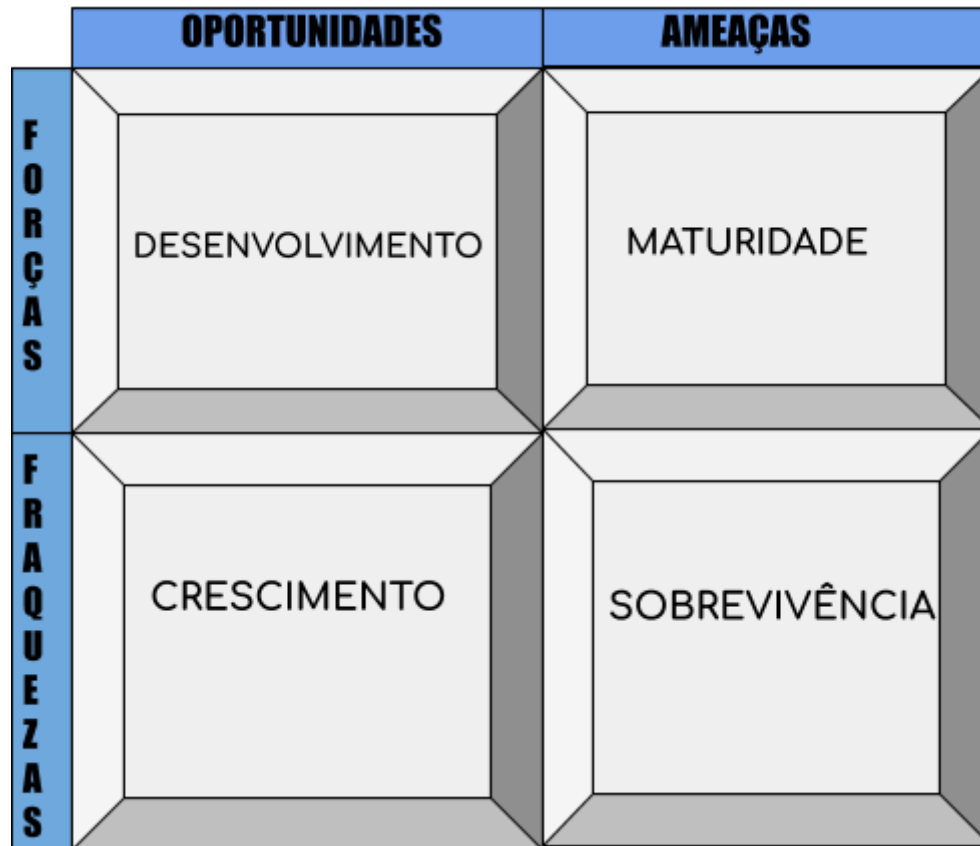 OPORTUNIDADES
AMEAÇAS
FORÇAS
DESENVOLVIMENTO
MATURIDADE
FRAQUEZAS
CRESCIMENTO
SOBREVIVÊNCIA